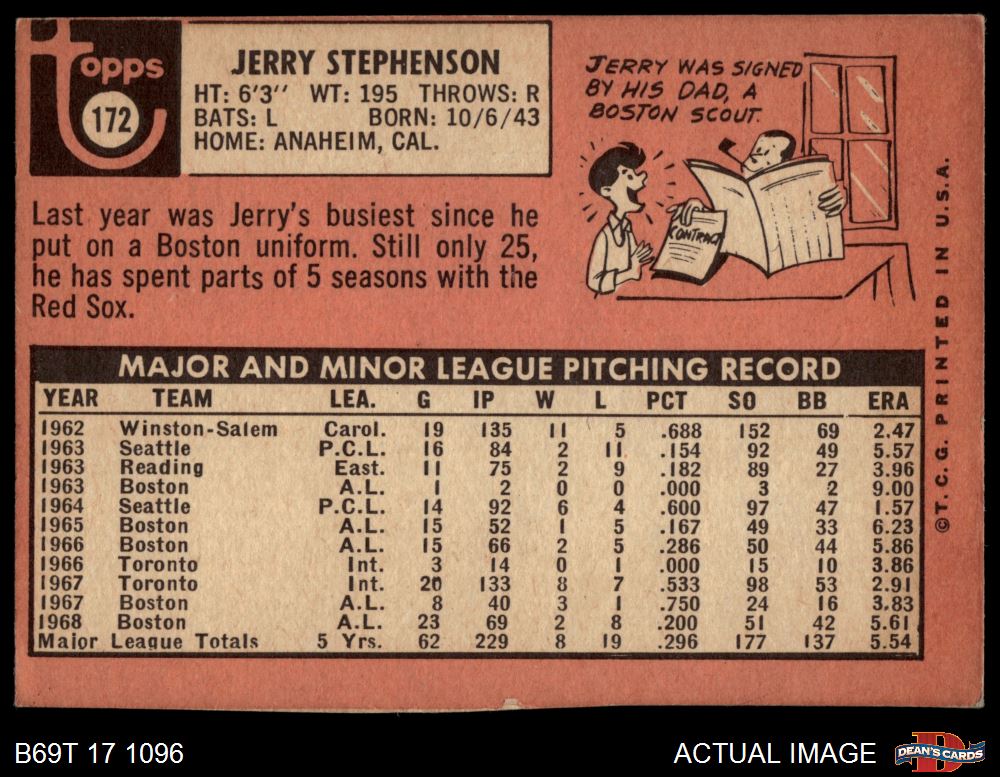 topps
172
JERRY STEPHENSON
HT: 6'3" WT: 195 THROWS: R
BATS: L BORN: 10/6/43
HOME: ANAHEIM, CAL.
JERRY WAS SIGNED
BY HIS DAD, A
BOSTON SCOUT.
CONTRACT
Last year was Jerry's busiest since he
put on a Boston uniform. Still only 25,
he has spent parts of 5 seasons with the
Red Sox.
MAJOR AND MINOR LEAGUE PITCHING RECORD
YEAR TEAM LEA. G IP W L PCT SO BB ERA
1962 Winston-Salem Carol. 19 135 11 5 .688 152 69 2.47
1963 Seattle P.C.L. 16 84 2 11 .154 92 49 5.57
1963 Reading East. 11 75 2 9 .182 89 27 3.96
1963 Boston A.L. 1 2 0 0 .000 3 2 9.00
1964 Seattle P.C.L. 14 92 6 4 .600 97 47 1.57
1965 Boston A.L. 15 52 1 5 .167 49 33 6.23
1966 Boston A.L. 15 66 2 5 .286 50 44 5.86
1966 Toronto Int. 3 14 0 1 .000 15 10 3.86
1967 Toronto Int. 20 133 8 7 .533 98 53 2.91
1967 Boston A.L. 8 40 3 1 .750 24 16 3.83
1968 Boston A.L. 23 69 2 8 .200 51 42 5.61
Major League Totals 5 Yrs. 62 229 8 19 .296 177 137 5.54
© T. C. G. PRINTED IN U.S.A.
B69T 17 1096
ACTUAL IMAGE
D
DEAN'S CARDS